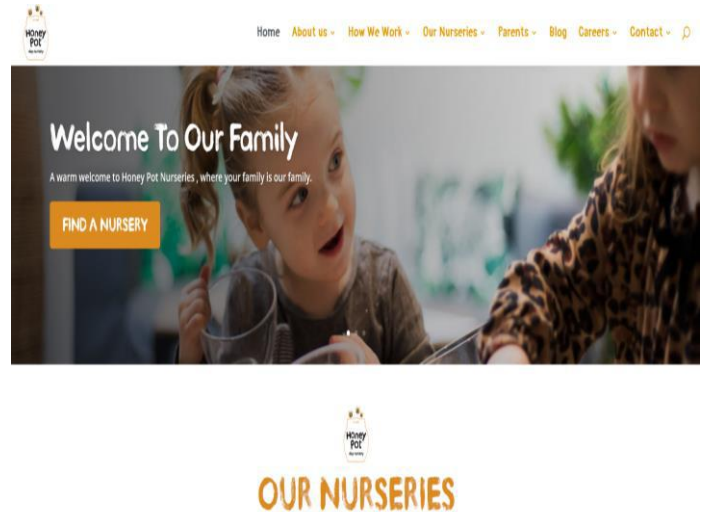 Honey
Pot
Home About us How We Work Our Nurseries Parents Blog Careers Contact
Welcome To Our Family
A warm welcome to Honey Pot Nurseries , where your family is our family.
FIND A NURSERY
Honey
Pot
OUR NURSERIES